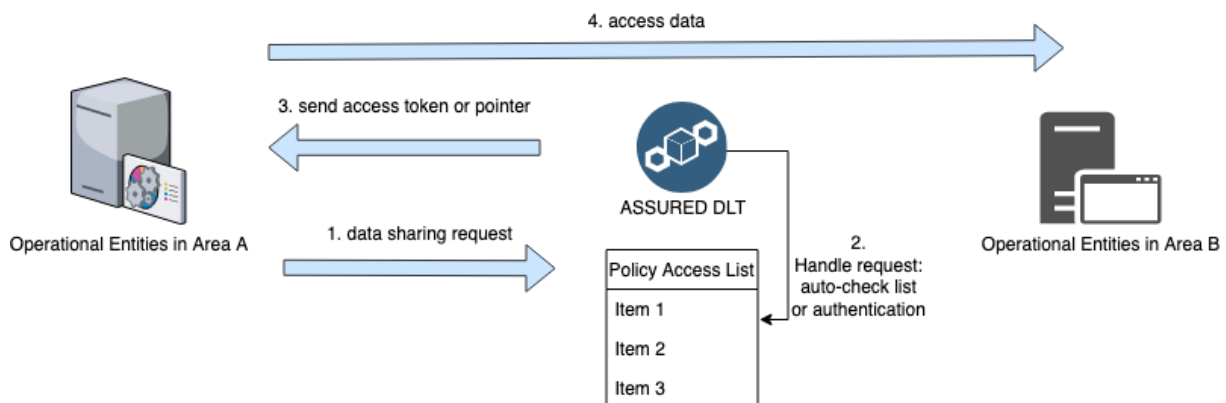 4. access data
3. send access token or pointer
ASSURED DLT
Operational Entities in Area A
1. data sharing request
Operational Entities in Area B
2.
Handle request:
auto-check list
or authentication
Policy Access List
Item 1
Item 2
Item 3